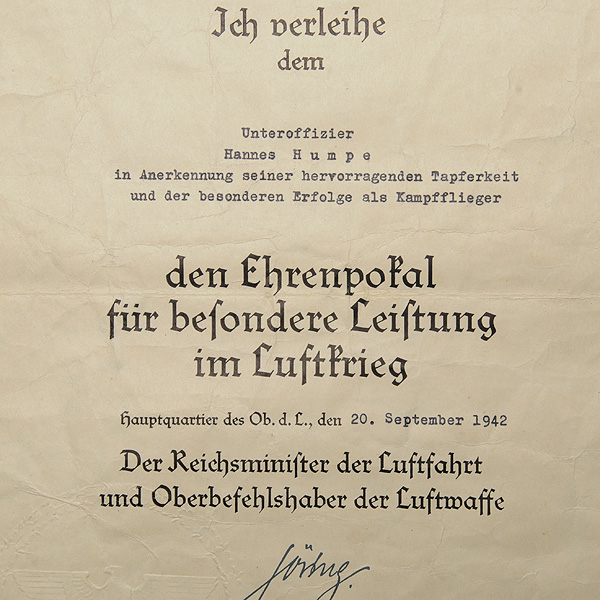 Ich verleihe
dem
Unteroffizier
Hannes Humpe
in Anerkennung seiner hervorragenden Tapferkeit
und der besonderen Erfolge als Kampfflieger
den Ehrenpokal
für besondere Leistung
im Luftkrieg
Hauptquartier des Ob. d. L., den 20. September 1942
Der Reichsminister der Luftfahrt
und Oberbefehlshaber der Luftwaffe
Göring.